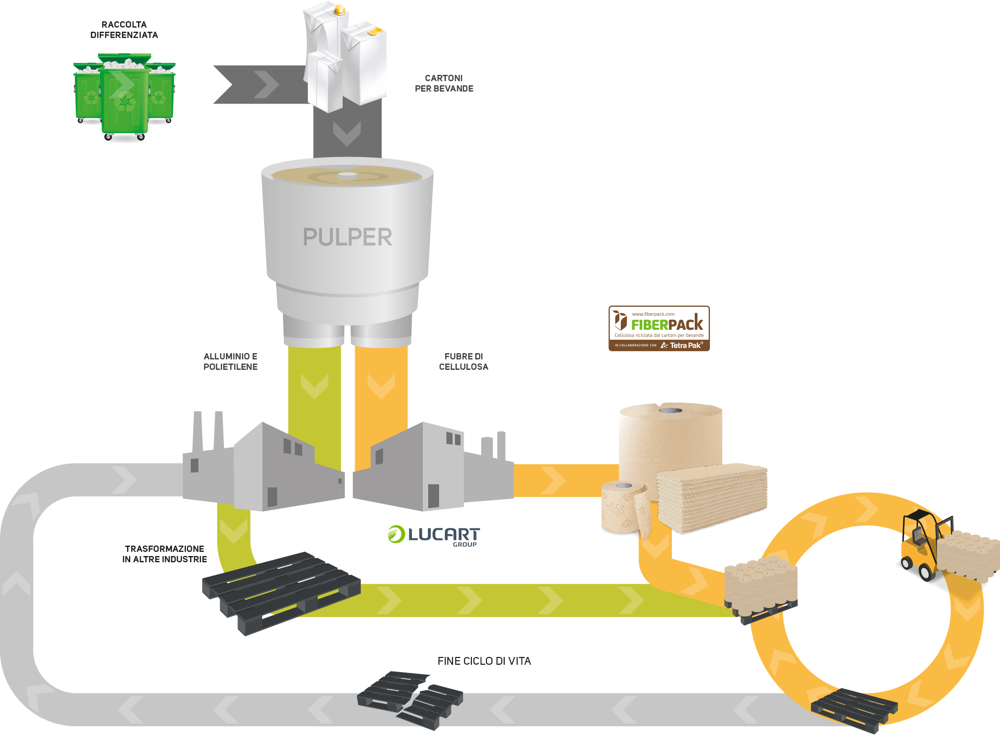 RACCOLTA
DIFFERENZIATA
CARTONI
PER BEVANDE
PULPER
www.fiberpack.com
FIBERPACK
Cellulosa riciclata dai cartoni per bevande
IN COLLABORAZIONE CON Tetra Pak®
ALLUMINIO E
POLIETILENE
FUBRE DI
CELLULOSA
LUCART
GROUP
TRASFORMAZIONE
IN ALTRE INDUSTRIE
FINE CICLO DI VITA